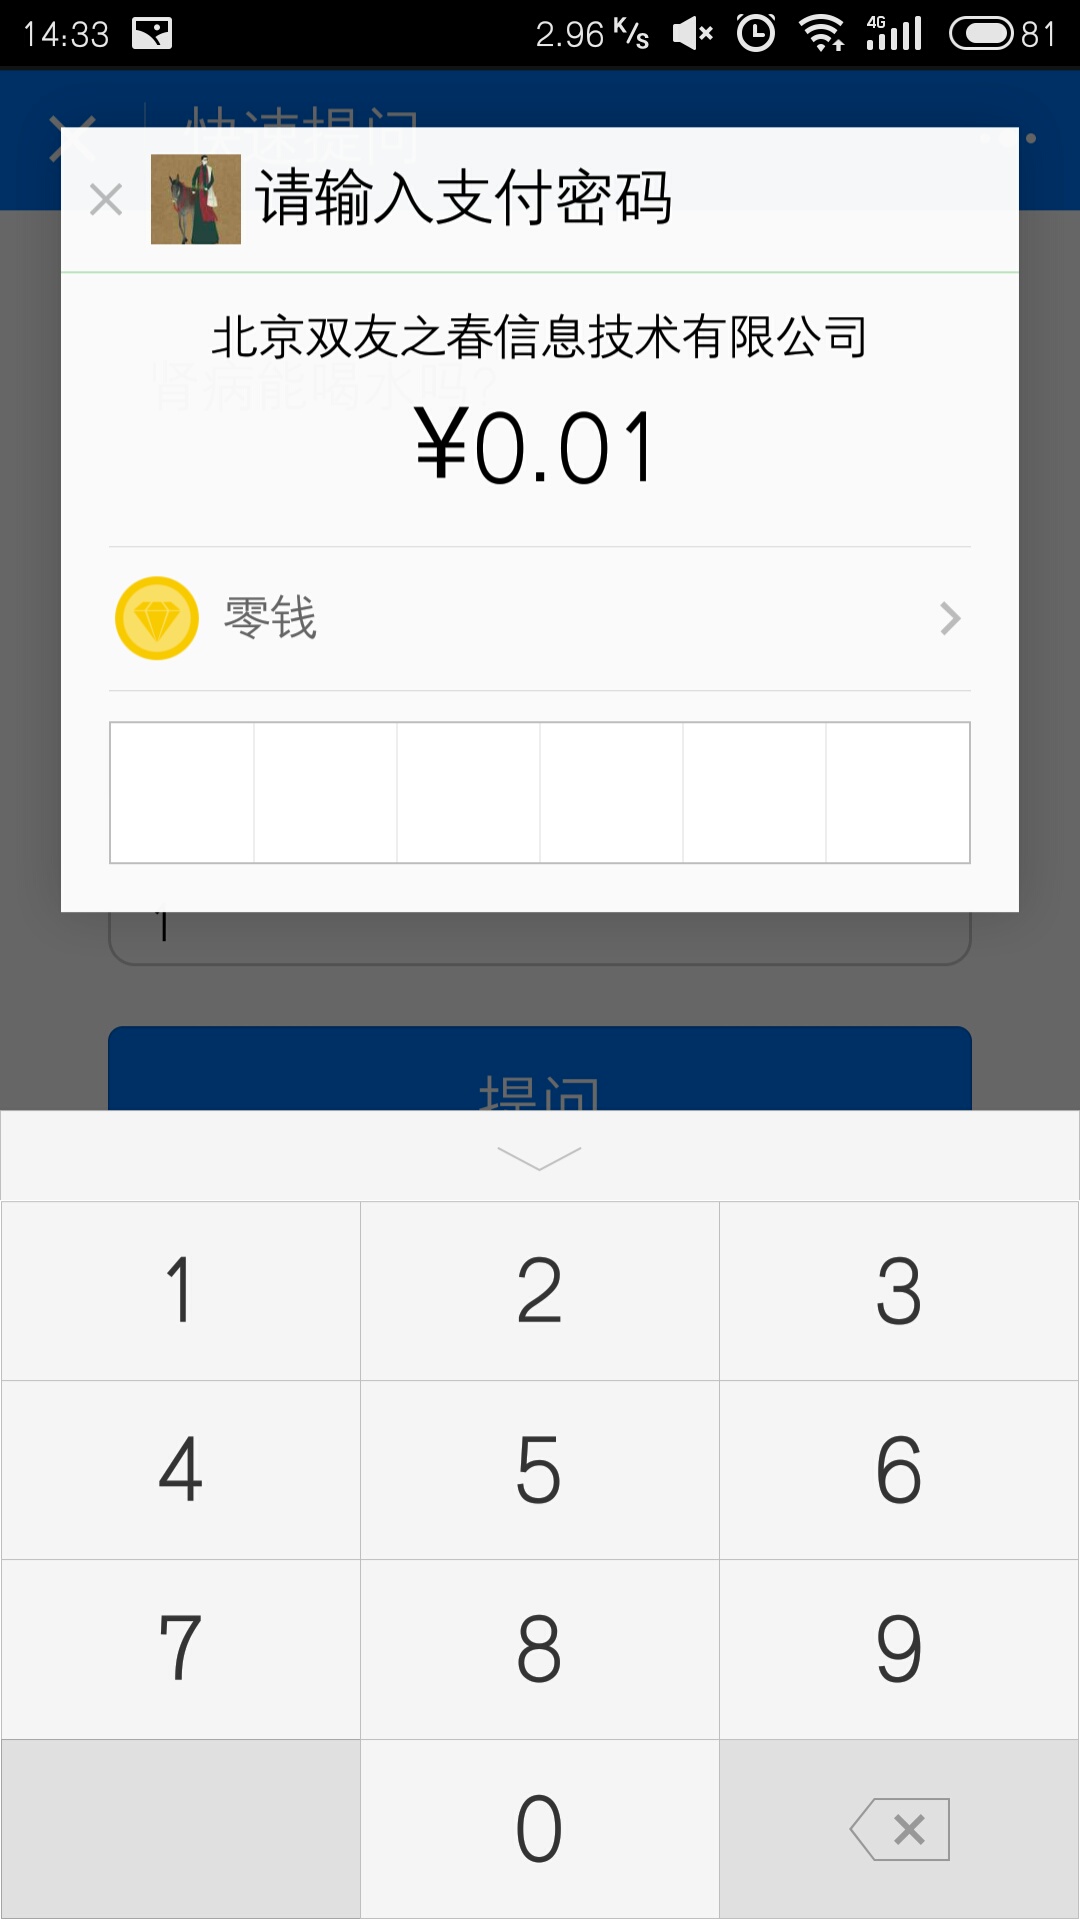 14:33 2.96 K/s 4G 81
快速提问
请输入支付密码
北京双友之春信息技术有限公司
肾病能喝水吗?
¥0.01
零钱
1
提问
1 2 3
4 5 6
7 8 9
0